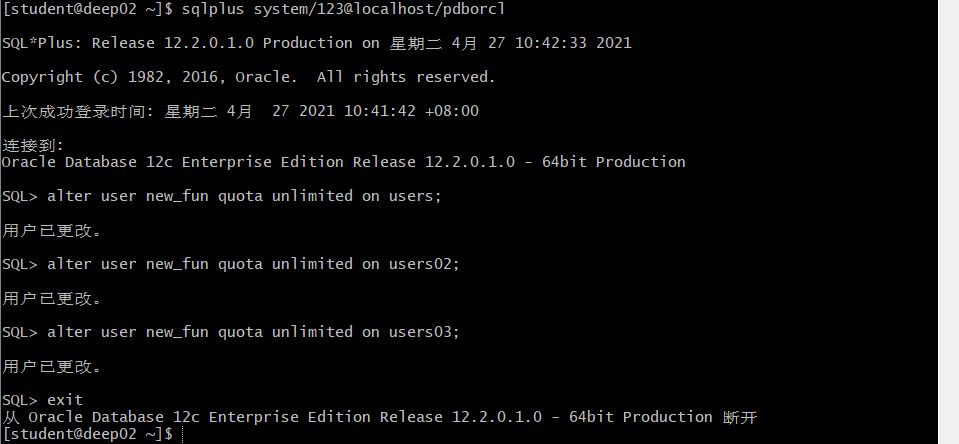 [student@deep02 ~]$ sqlplus system/123@localhost/pdborcl
SQL*Plus: Release 12.2.0.1.0 Production on 星期二 4月 27 10:42:33 2021
Copyright (c) 1982, 2016, Oracle.  All rights reserved.
上次成功登录时间: 星期二 4月  27 2021 10:41:42 +08:00
连接到:
Oracle Database 12c Enterprise Edition Release 12.2.0.1.0 - 64bit Production
SQL> alter user new_fun quota unlimited on users;
用户已更改。
SQL> alter user new_fun quota unlimited on users02;
用户已更改。
SQL> alter user new_fun quota unlimited on users03;
用户已更改。
SQL> exit
从 Oracle Database 12c Enterprise Edition Release 12.2.0.1.0 - 64bit Production 断开
[student@deep02 ~]$